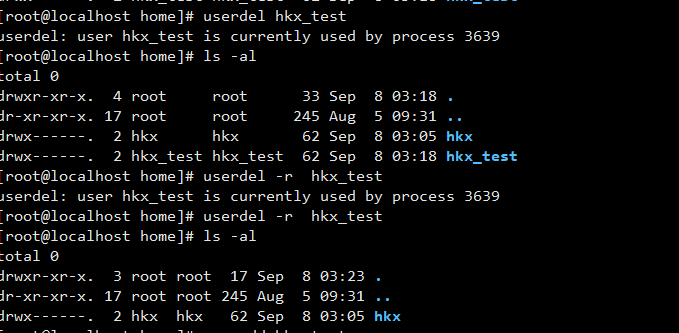 [root@localhost home]# userdel hkx_test
userdel: user hkx_test is currently used by process 3639
[root@localhost home]# ls -al
total 0
drwxr-xr-x.  4 root     root      33 Sep  8 03:18 .
dr-xr-xr-x. 17 root     root     245 Aug  5 09:31 ..
drwx------.  2 hkx      hkx       62 Sep  8 03:05 hkx
drwx------.  2 hkx_test hkx_test  62 Sep  8 03:18 hkx_test
[root@localhost home]# userdel -r  hkx_test
userdel: user hkx_test is currently used by process 3639
[root@localhost home]# userdel -r  hkx_test
[root@localhost home]# ls -al
total 0
drwxr-xr-x.  3 root root  17 Sep  8 03:23 .
dr-xr-xr-x. 17 root root 245 Aug  5 09:31 ..
drwx------.  2 hkx  hkx   62 Sep  8 03:05 hkx